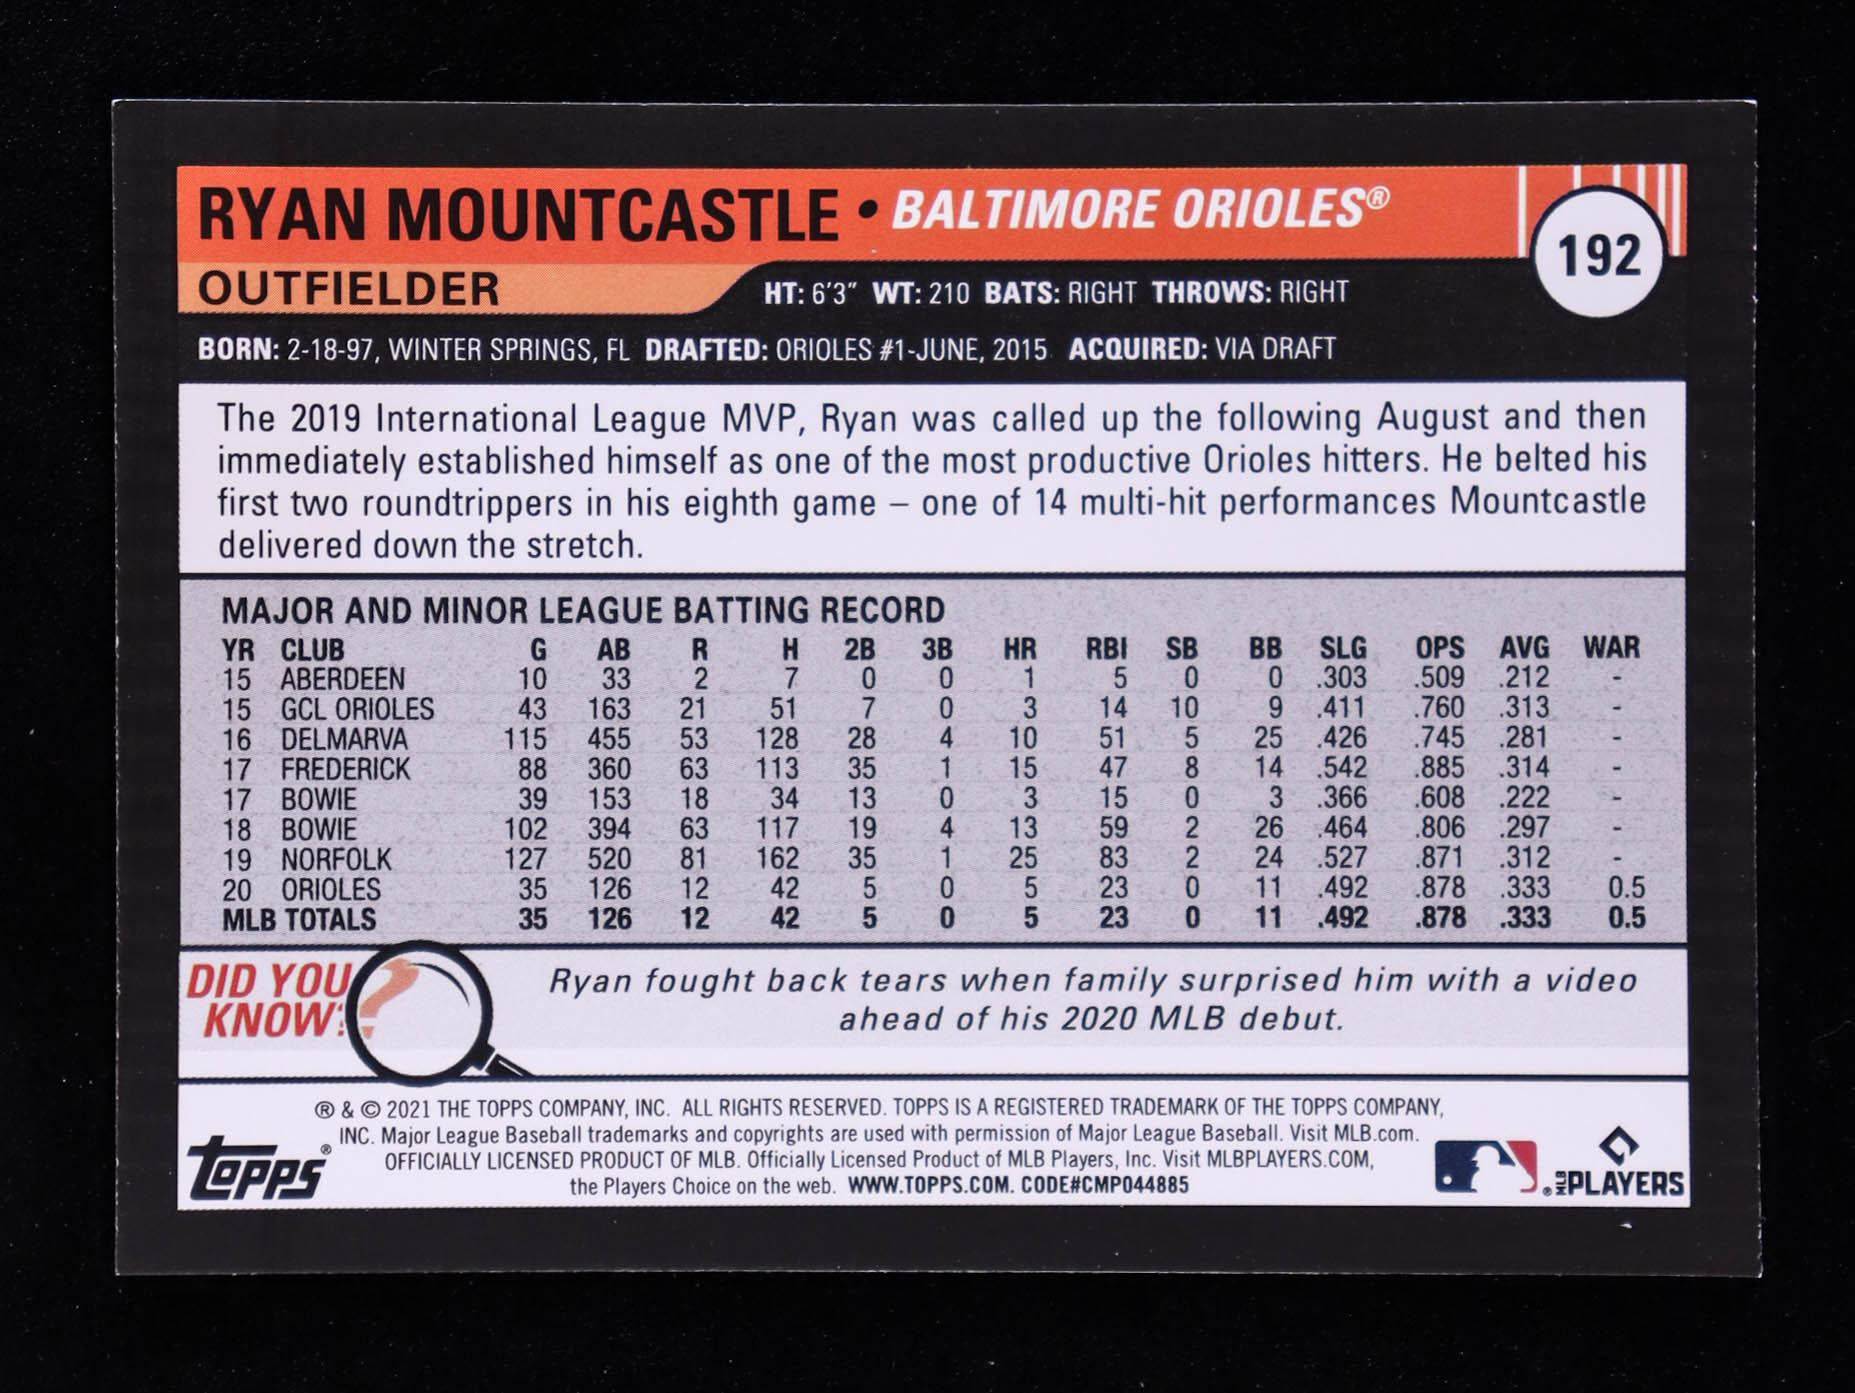 RYAN MOUNTCASTLE • BALTIMORE ORIOLES®
192
OUTFIELDER
HT: 6'3" WT: 210 BATS: RIGHT THROWS: RIGHT
BORN: 2-18-97, WINTER SPRINGS, FL DRAFTED: ORIOLES #1-JUNE, 2015 ACQUIRED: VIA DRAFT
The 2019 International League MVP, Ryan was called up the following August and then
immediately established himself as one of the most productive Orioles hitters. He belted his
first two roundtrippers in his eighth game – one of 14 multi-hit performances Mountcastle
delivered down the stretch.
MAJOR AND MINOR LEAGUE BATTING RECORD
YR CLUB G AB R H 2B 3B HR RBI SB BB SLG OPS AVG WAR
15 ABERDEEN 10 33 2 7 0 0 1 5 0 0 .303 .509 .212 -
15 GCL ORIOLES 43 163 21 51 7 0 3 14 10 9 .411 .760 .313 -
16 DELMARVA 115 455 53 128 28 4 10 51 5 25 .426 .745 .281 -
17 FREDERICK 88 360 63 113 35 1 15 47 8 14 .542 .885 .314 -
17 BOWIE 39 153 18 34 13 0 3 15 0 3 .366 .608 .222 -
18 BOWIE 102 394 63 117 19 4 13 59 2 26 .464 .806 .297 -
19 NORFOLK 127 520 81 162 35 1 25 83 2 24 .527 .871 .312 -
20 ORIOLES 35 126 12 42 5 0 5 23 0 11 .492 .878 .333 0.5
MLB TOTALS 35 126 12 42 5 0 5 23 0 11 .492 .878 .333 0.5
DID YOU
KNOW?
Ryan fought back tears when family surprised him with a video
ahead of his 2020 MLB debut.
® & © 2021 THE TOPPS COMPANY, INC. ALL RIGHTS RESERVED. TOPPS IS A REGISTERED TRADEMARK OF THE TOPPS COMPANY,
INC. Major League Baseball trademarks and copyrights are used with permission of Major League Baseball. Visit MLB.com.
OFFICIALLY LICENSED PRODUCT OF MLB. Officially Licensed Product of MLB Players, Inc. Visit MLBPLAYERS.COM,
the Players Choice on the web. WWW.TOPPS.COM. CODE#CMP044885
topps®
®
MLB PLAYERS